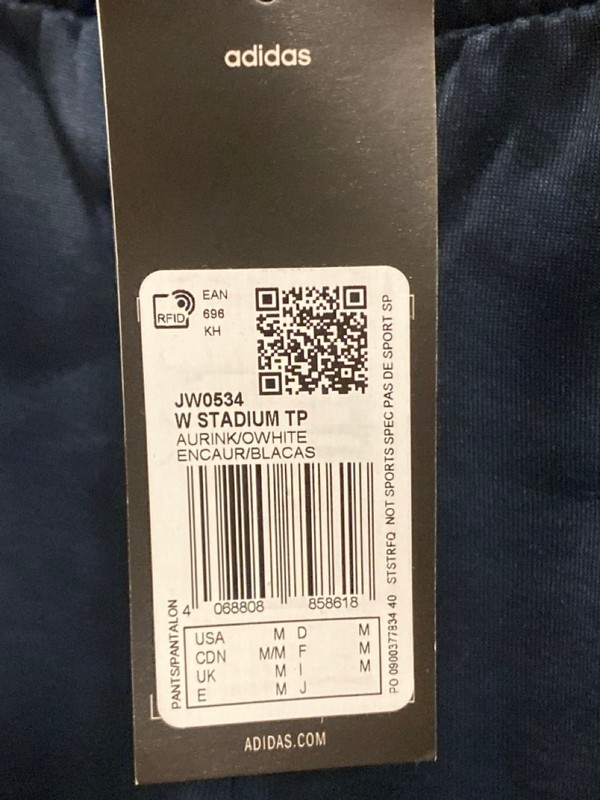 adidas
RFID
EAN
696
KH
JW0534
W STADIUM TP
AURINK/OWHITE
ENCAUR/BLACAS
4 068808 858618
PANTS/PANTALON
USA M D M
CDN M/M F M
UK M I M
E M J
PO 0900377834 40 STSTRFQ NOT SPORTS SPEC PAS DE SPORT SP
ADIDAS.COM